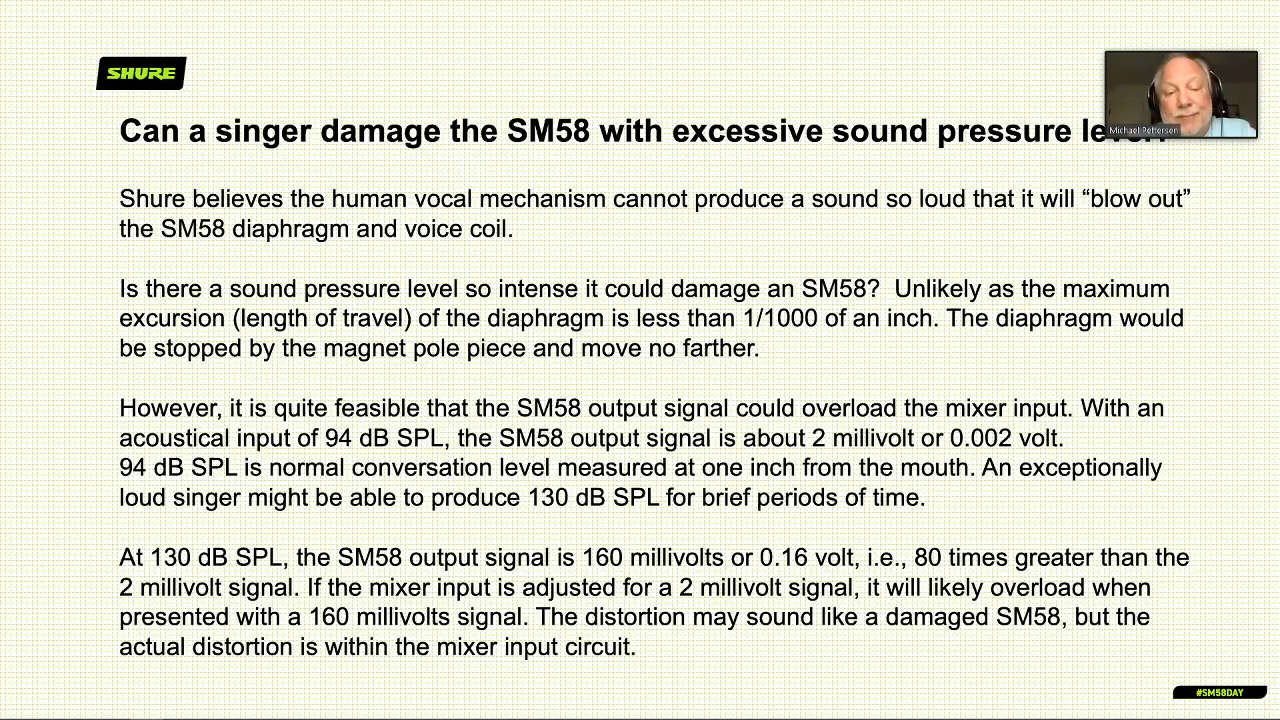 SHURE
Michael Pettersen
Can a singer damage the SM58 with excessive sound pressure level?
Shure believes the human vocal mechanism cannot produce a sound so loud that it will “blow out”
the SM58 diaphragm and voice coil.
Is there a sound pressure level so intense it could damage an SM58?  Unlikely as the maximum
excursion (length of travel) of the diaphragm is less than 1/1000 of an inch. The diaphragm would
be stopped by the magnet pole piece and move no farther.
However, it is quite feasible that the SM58 output signal could overload the mixer input. With an
acoustical input of 94 dB SPL, the SM58 output signal is about 2 millivolt or 0.002 volt.
94 dB SPL is normal conversation level measured at one inch from the mouth. An exceptionally
loud singer might be able to produce 130 dB SPL for brief periods of time.
At 130 dB SPL, the SM58 output signal is 160 millivolts or 0.16 volt, i.e., 80 times greater than the
2 millivolt signal. If the mixer input is adjusted for a 2 millivolt signal, it will likely overload when
presented with a 160 millivolts signal. The distortion may sound like a damaged SM58, but the
actual distortion is within the mixer input circuit.
#SM58DAY